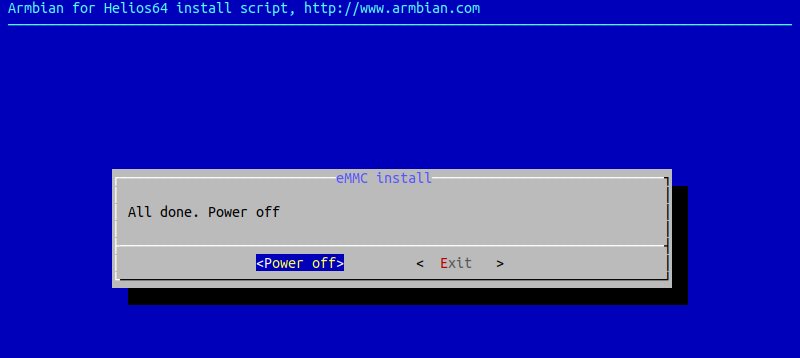 Armbian for Helios64 install script, http://www.armbian.com
eMMC install
All done. Power off
<Power off> < Exit >